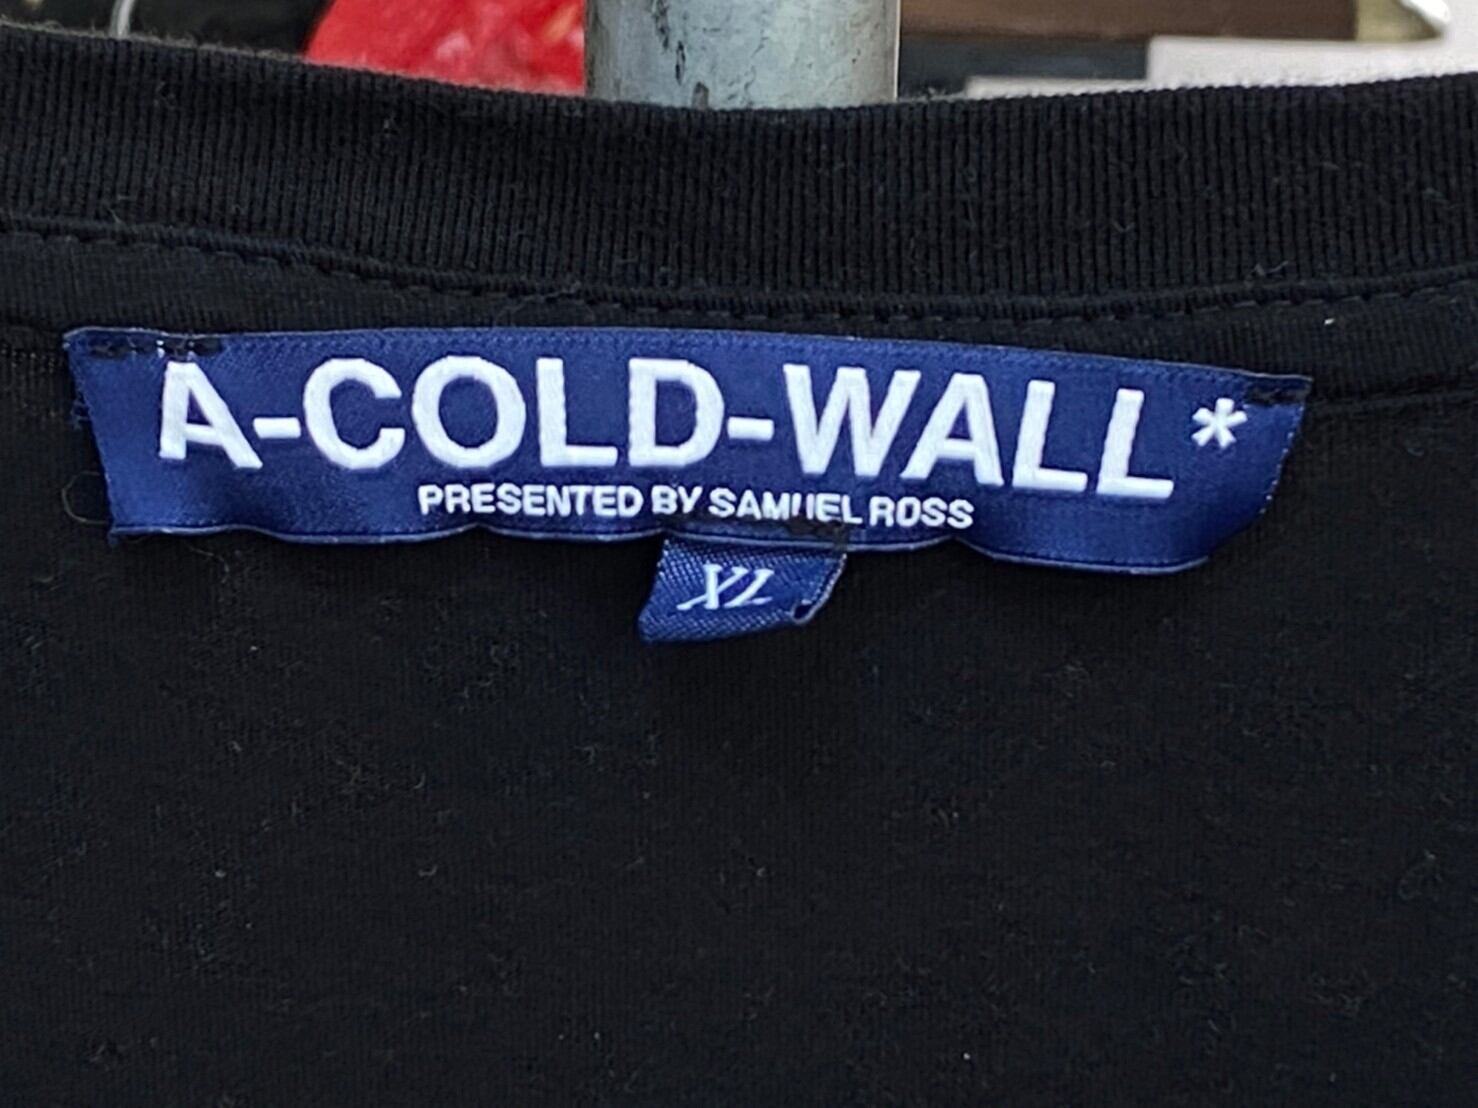 A-COLD-WALL*
PRESENTED BY SAMUEL ROSS
XL